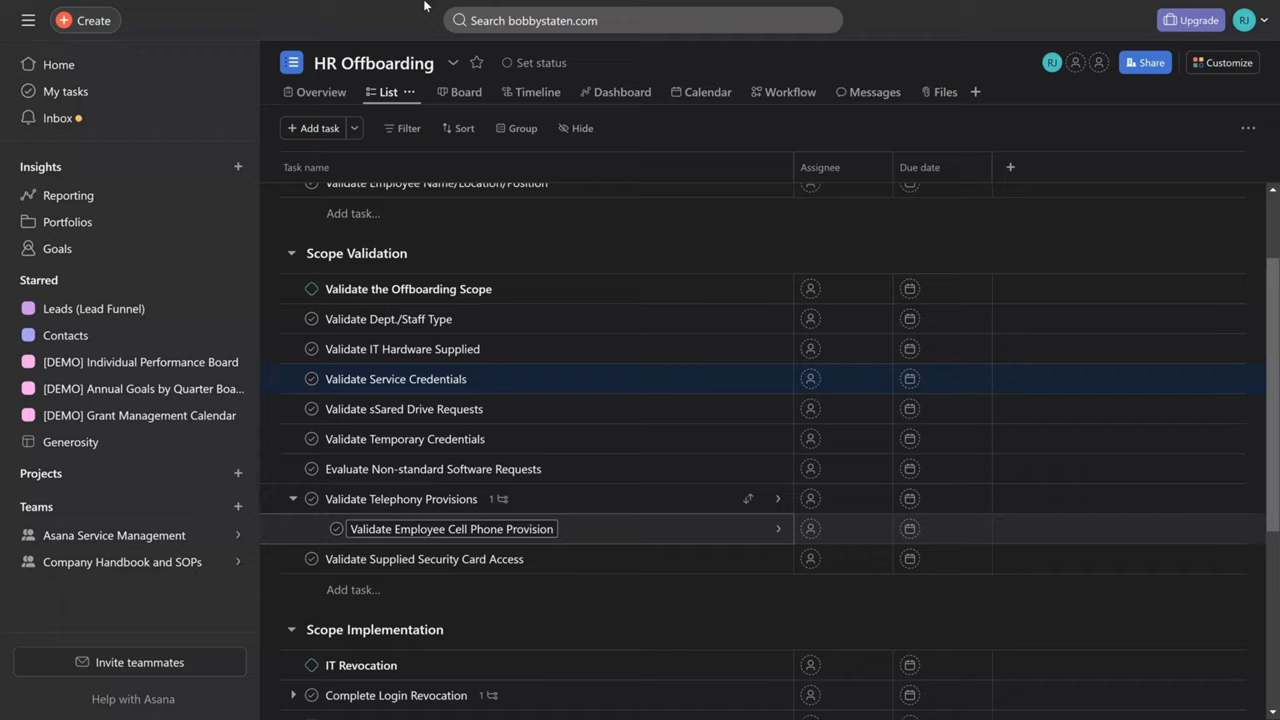 Create
Search bobbystaten.com
Upgrade
RJ
Home
My tasks
Inbox
Insights
Reporting
Portfolios
Goals
Starred
Leads (Lead Funnel)
Contacts
[DEMO] Individual Performance Board
[DEMO] Annual Goals by Quarter Boa...
[DEMO] Grant Management Calendar
Generosity
Projects
Teams
Asana Service Management
Company Handbook and SOPs
Invite teammates
Help with Asana
HR Offboarding
Set status
RJ
Share
Customize
Overview
List
Board
Timeline
Dashboard
Calendar
Workflow
Messages
Files
Add task
Filter
Sort
Group
Hide
Task name
Assignee
Due date
Validate Employee Name/Location/Position
Add task...
Scope Validation
Validate the Offboarding Scope
Validate Dept./Staff Type
Validate IT Hardware Supplied
Validate Service Credentials
Validate sSared Drive Requests
Validate Temporary Credentials
Evaluate Non-standard Software Requests
Validate Telephony Provisions 1
Validate Employee Cell Phone Provision
Validate Supplied Security Card Access
Add task...
Scope Implementation
IT Revocation
Complete Login Revocation 1